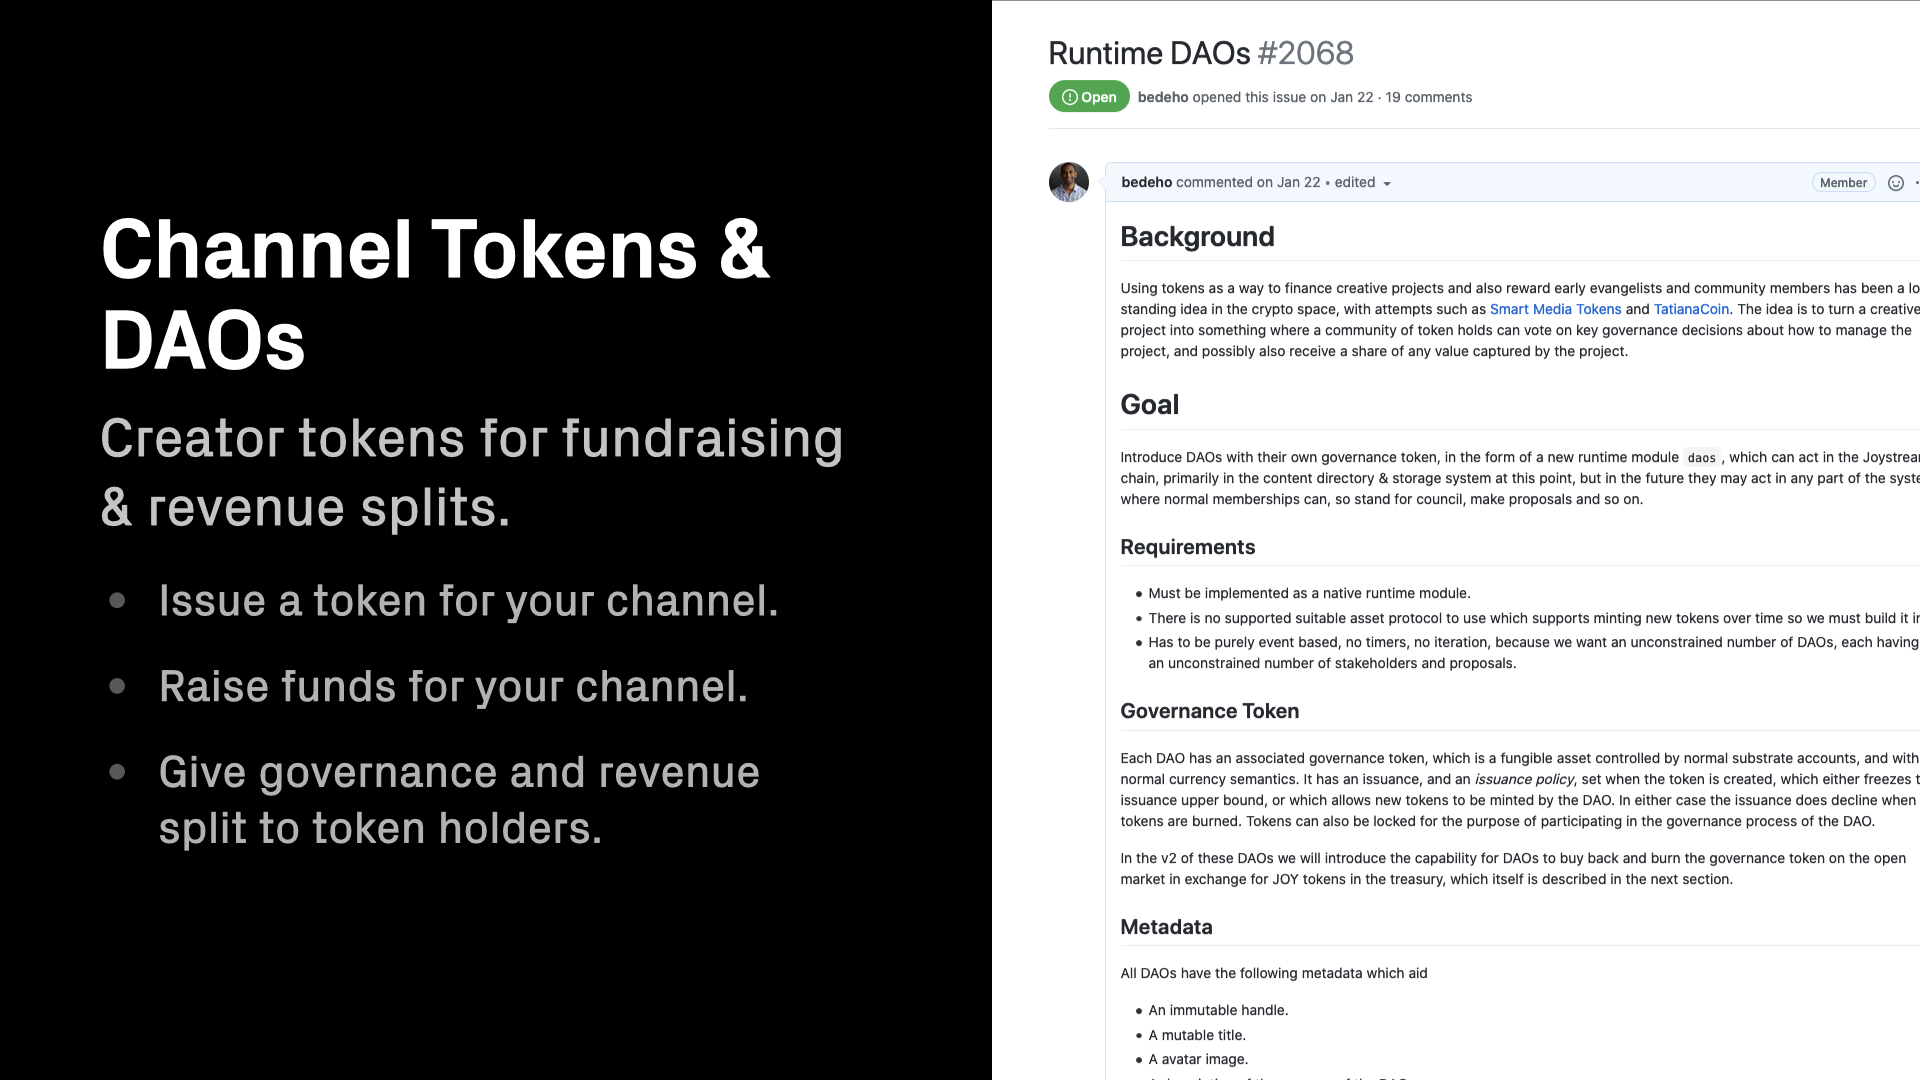 Channel Tokens &
DAOs
Creator tokens for fundraising
& revenue splits.
• Issue a token for your channel.
• Raise funds for your channel.
• Give governance and revenue
split to token holders.
Runtime DAOs #2068
Open bedeho opened this issue on Jan 22 · 19 comments
bedeho commented on Jan 22 • edited Member
Background
Using tokens as a way to finance creative projects and also reward early evangelists and community members has been a lo
standing idea in the crypto space, with attempts such as Smart Media Tokens and TatianaCoin. The idea is to turn a creative
project into something where a community of token holds can vote on key governance decisions about how to manage the
project, and possibly also receive a share of any value captured by the project.
Goal
Introduce DAOs with their own governance token, in the form of a new runtime module daos, which can act in the Joystrea
chain, primarily in the content directory & storage system at this point, but in the future they may act in any part of the syste
where normal memberships can, so stand for council, make proposals and so on.
Requirements
• Must be implemented as a native runtime module.
• There is no supported suitable asset protocol to use which supports minting new tokens over time so we must build it in
• Has to be purely event based, no timers, no iteration, because we want an unconstrained number of DAOs, each having
an unconstrained number of stakeholders and proposals.
Governance Token
Each DAO has an associated governance token, which is a fungible asset controlled by normal substrate accounts, and with
normal currency semantics. It has an issuance, and an issuance policy, set when the token is created, which either freezes t
issuance upper bound, or which allows new tokens to be minted by the DAO. In either case the issuance does decline when
tokens are burned. Tokens can also be locked for the purpose of participating in the governance process of the DAO.
In the v2 of these DAOs we will introduce the capability for DAOs to buy back and burn the governance token on the open
market in exchange for JOY tokens in the treasury, which itself is described in the next section.
Metadata
All DAOs have the following metadata which aid
• An immutable handle.
• A mutable title.
• A avatar image.